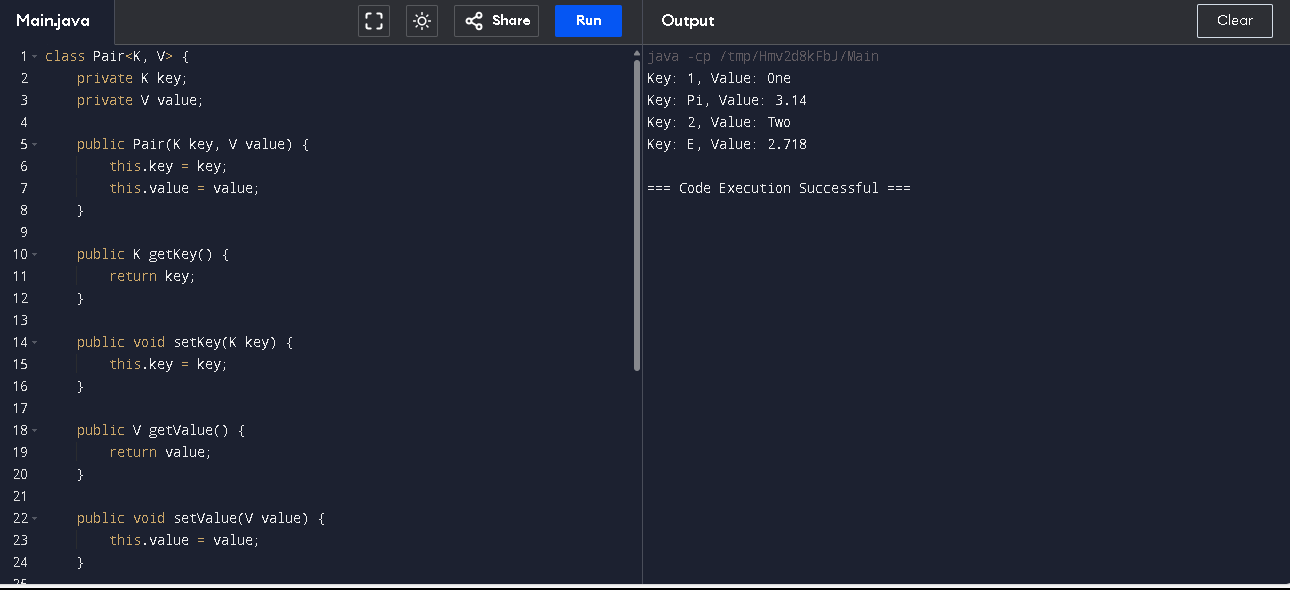 Main.java
Share
Run
Output
Clear
1 class Pair<K, V> {
2     private K key;
3     private V value;
4
5     public Pair(K key, V value) {
6         this.key = key;
7         this.value = value;
8     }
9
10     public K getKey() {
11         return key;
12     }
13
14     public void setKey(K key) {
15         this.key = key;
16     }
17
18     public V getValue() {
19         return value;
20     }
21
22     public void setValue(V value) {
23         this.value = value;
24     }
25
java -cp /tmp/Hmv2d8kFbJ/Main
Key: 1, Value: One
Key: Pi, Value: 3.14
Key: 2, Value: Two
Key: E, Value: 2.718
=== Code Execution Successful ===